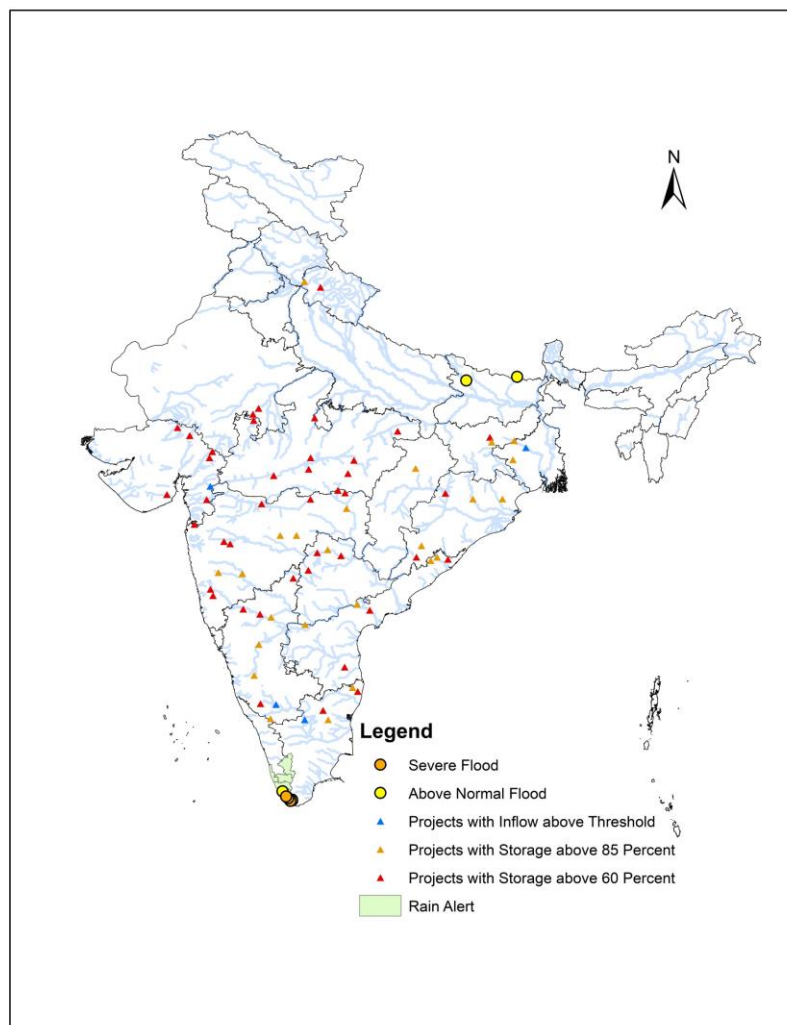 N
Legend
Severe Flood
Above Normal Flood
Projects with Inflow above Threshold
Projects with Storage above 85 Percent
Projects with Storage above 60 Percent
Rain Alert